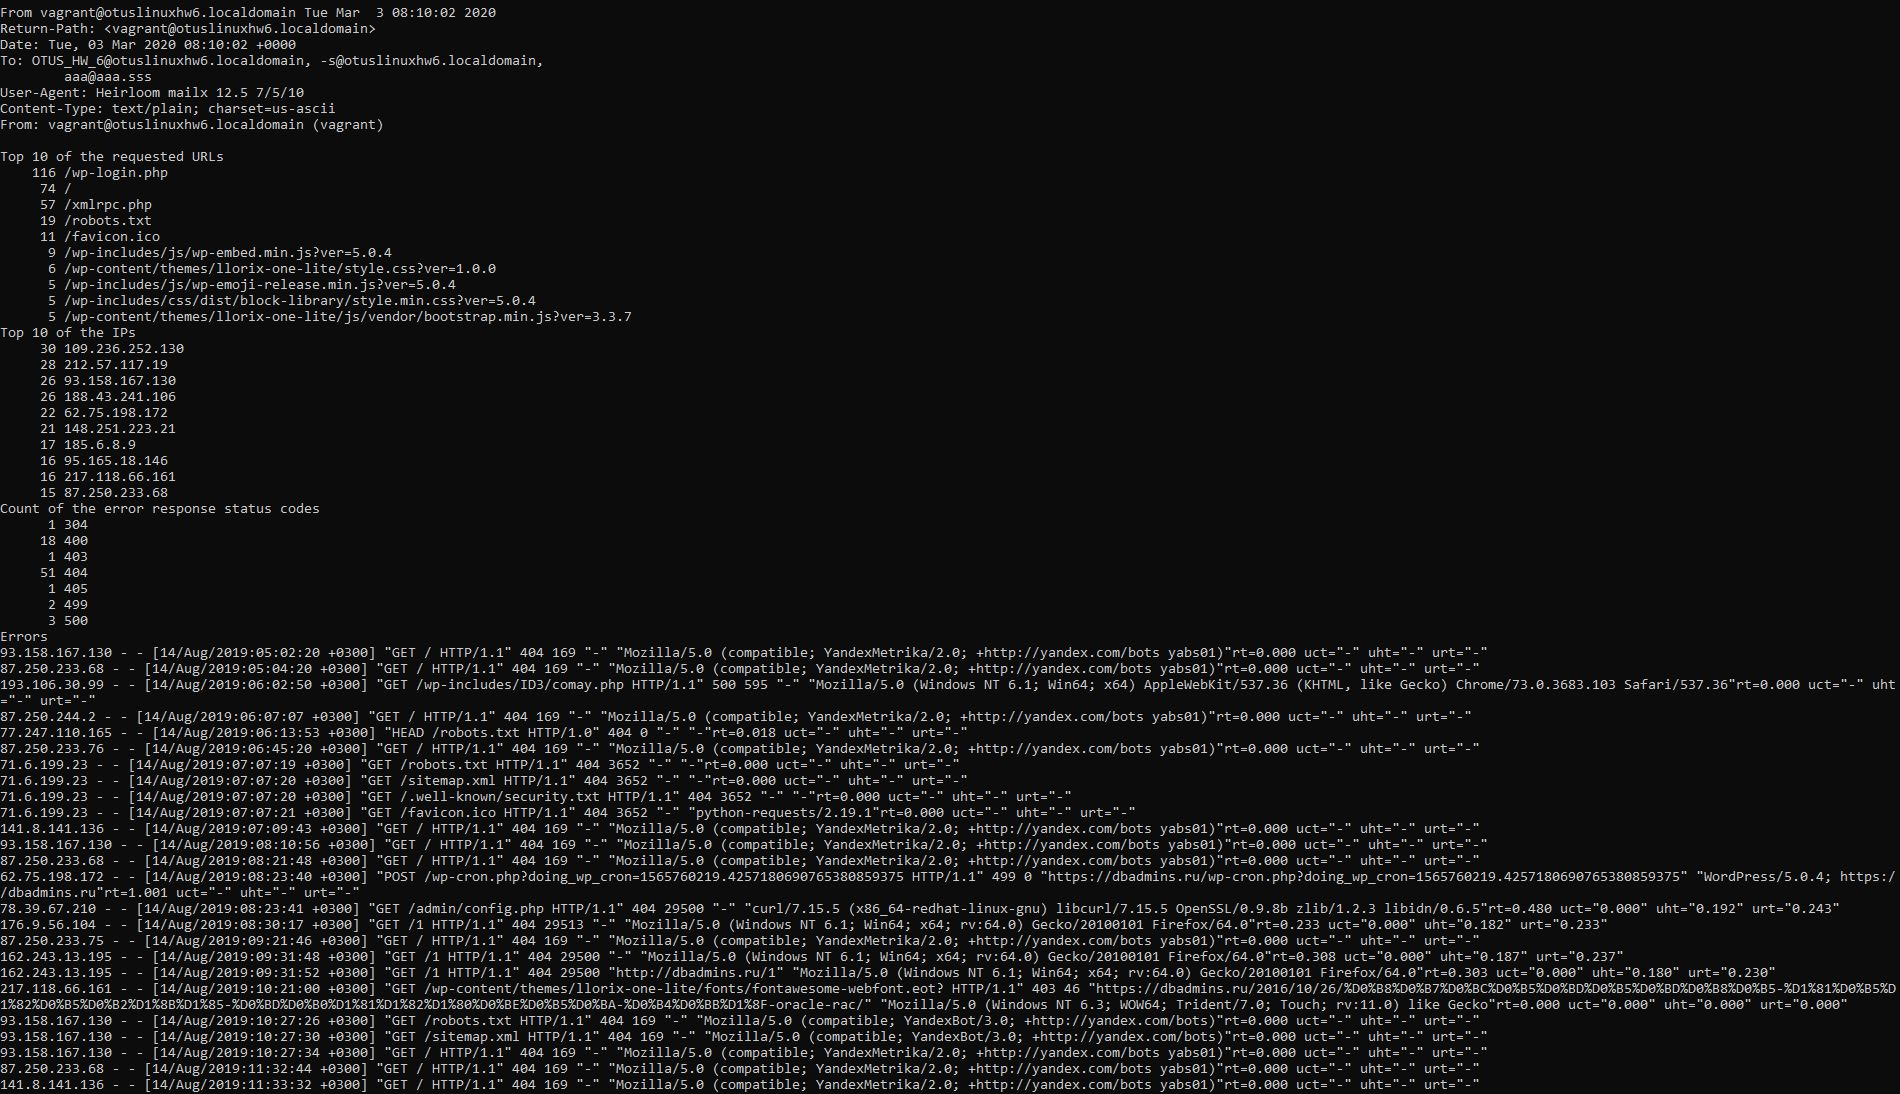 From vagrant@otuslinuxhw6.localdomain Tue Mar  3 08:10:02 2020
Return-Path: <vagrant@otuslinuxhw6.localdomain>
Date: Tue, 03 Mar 2020 08:10:02 +0000
To: OTUS_HW_6@otuslinuxhw6.localdomain, -s@otuslinuxhw6.localdomain,
        aaa@aaa.sss
User-Agent: Heirloom mailx 12.5 7/5/10
Content-Type: text/plain; charset=us-ascii
From: vagrant@otuslinuxhw6.localdomain (vagrant)

Top 10 of the requested URLs
    116 /wp-login.php
     74 /
     57 /xmlrpc.php
     19 /robots.txt
     11 /favicon.ico
      9 /wp-includes/js/wp-embed.min.js?ver=5.0.4
      6 /wp-content/themes/llorix-one-lite/style.css?ver=1.0.0
      5 /wp-includes/js/wp-emoji-release.min.js?ver=5.0.4
      5 /wp-includes/css/dist/block-library/style.min.css?ver=5.0.4
      5 /wp-content/themes/llorix-one-lite/js/vendor/bootstrap.min.js?ver=3.3.7
Top 10 of the IPs
     30 109.236.252.130
     28 212.57.117.19
     26 93.158.167.130
     26 188.43.241.106
     22 62.75.198.172
     21 148.251.223.21
     17 185.6.8.9
     16 95.165.18.146
     16 217.118.66.161
     15 87.250.233.68
Count of the error response status codes
      1 304
     18 400
      1 403
     51 404
      1 405
      2 499
      3 500
Errors
93.158.167.130 - - [14/Aug/2019:05:02:20 +0300] "GET / HTTP/1.1" 404 169 "-" "Mozilla/5.0 (compatible; YandexMetrika/2.0; +http://yandex.com/bots yabs01)"rt=0.000 uct="-" uht="-" urt="-"
87.250.233.68 - - [14/Aug/2019:05:04:20 +0300] "GET / HTTP/1.1" 404 169 "-" "Mozilla/5.0 (compatible; YandexMetrika/2.0; +http://yandex.com/bots yabs01)"rt=0.000 uct="-" uht="-" urt="-"
193.106.30.99 - - [14/Aug/2019:06:02:50 +0300] "GET /wp-includes/ID3/comay.php HTTP/1.1" 500 595 "-" "Mozilla/5.0 (Windows NT 6.1; Win64; x64) AppleWebKit/537.36 (KHTML, like Gecko) Chrome/73.0.3683.103 Safari/537.36"rt=0.000 uct="-" uht
="-" urt="-"
87.250.244.2 - - [14/Aug/2019:06:07:07 +0300] "GET / HTTP/1.1" 404 169 "-" "Mozilla/5.0 (compatible; YandexMetrika/2.0; +http://yandex.com/bots yabs01)"rt=0.000 uct="-" uht="-" urt="-"
77.247.110.165 - - [14/Aug/2019:06:13:53 +0300] "HEAD /robots.txt HTTP/1.0" 404 0 "-" "-"rt=0.018 uct="-" uht="-" urt="-"
87.250.233.76 - - [14/Aug/2019:06:45:20 +0300] "GET / HTTP/1.1" 404 169 "-" "Mozilla/5.0 (compatible; YandexMetrika/2.0; +http://yandex.com/bots yabs01)"rt=0.000 uct="-" uht="-" urt="-"
71.6.199.23 - - [14/Aug/2019:07:07:19 +0300] "GET /robots.txt HTTP/1.1" 404 3652 "-" "-"rt=0.000 uct="-" uht="-" urt="-"
71.6.199.23 - - [14/Aug/2019:07:07:20 +0300] "GET /sitemap.xml HTTP/1.1" 404 3652 "-" "-"rt=0.000 uct="-" uht="-" urt="-"
71.6.199.23 - - [14/Aug/2019:07:07:20 +0300] "GET /.well-known/security.txt HTTP/1.1" 404 3652 "-" "-"rt=0.000 uct="-" uht="-" urt="-"
71.6.199.23 - - [14/Aug/2019:07:07:21 +0300] "GET /favicon.ico HTTP/1.1" 404 3652 "-" "python-requests/2.19.1"rt=0.000 uct="-" uht="-" urt="-"
141.8.141.136 - - [14/Aug/2019:07:09:43 +0300] "GET / HTTP/1.1" 404 169 "-" "Mozilla/5.0 (compatible; YandexMetrika/2.0; +http://yandex.com/bots yabs01)"rt=0.000 uct="-" uht="-" urt="-"
93.158.167.130 - - [14/Aug/2019:08:10:56 +0300] "GET / HTTP/1.1" 404 169 "-" "Mozilla/5.0 (compatible; YandexMetrika/2.0; +http://yandex.com/bots yabs01)"rt=0.000 uct="-" uht="-" urt="-"
87.250.233.68 - - [14/Aug/2019:08:21:48 +0300] "GET / HTTP/1.1" 404 169 "-" "Mozilla/5.0 (compatible; YandexMetrika/2.0; +http://yandex.com/bots yabs01)"rt=0.000 uct="-" uht="-" urt="-"
62.75.198.172 - - [14/Aug/2019:08:23:40 +0300] "POST /wp-cron.php?doing_wp_cron=1565760219.4257180690765380859375 HTTP/1.1" 499 0 "https://dbadmins.ru/wp-cron.php?doing_wp_cron=1565760219.4257180690765380859375" "WordPress/5.0.4; https:/
/dbadmins.ru"rt=1.001 uct="-" uht="-" urt="-"
78.39.67.210 - - [14/Aug/2019:08:23:41 +0300] "GET /admin/config.php HTTP/1.1" 404 29500 "-" "curl/7.15.5 (x86_64-redhat-linux-gnu) libcurl/7.15.5 OpenSSL/0.9.8b zlib/1.2.3 libidn/0.6.5"rt=0.480 uct="0.000" uht="0.192" urt="0.243"
176.9.56.104 - - [14/Aug/2019:08:30:17 +0300] "GET /1 HTTP/1.1" 404 29513 "-" "Mozilla/5.0 (Windows NT 6.1; Win64; x64; rv:64.0) Gecko/20100101 Firefox/64.0"rt=0.233 uct="0.000" uht="0.182" urt="0.233"
87.250.233.75 - - [14/Aug/2019:09:21:46 +0300] "GET / HTTP/1.1" 404 169 "-" "Mozilla/5.0 (compatible; YandexMetrika/2.0; +http://yandex.com/bots yabs01)"rt=0.000 uct="-" uht="-" urt="-"
162.243.13.195 - - [14/Aug/2019:09:31:48 +0300] "GET /1 HTTP/1.1" 404 29500 "-" "Mozilla/5.0 (Windows NT 6.1; Win64; x64; rv:64.0) Gecko/20100101 Firefox/64.0"rt=0.308 uct="0.000" uht="0.187" urt="0.237"
162.243.13.195 - - [14/Aug/2019:09:31:52 +0300] "GET /1 HTTP/1.1" 404 29500 "http://dbadmins.ru/1" "Mozilla/5.0 (Windows NT 6.1; Win64; x64; rv:64.0) Gecko/20100101 Firefox/64.0"rt=0.303 uct="0.000" uht="0.180" urt="0.230"
217.118.66.161 - - [14/Aug/2019:10:21:00 +0300] "GET /wp-content/themes/llorix-one-lite/fonts/fontawesome-webfont.eot? HTTP/1.1" 403 46 "https://dbadmins.ru/2016/10/26/%D0%B8%D0%B7%D0%BC%D0%B5%D0%BD%D0%B5%D0%BD%D0%B8%D0%B5-%D1%81%D0%B5%D
1%82%D0%B5%D0%B2%D1%8B%D1%85-%D0%BD%D0%B0%D1%81%D1%82%D1%80%D0%BE%D0%B5%D0%BA-%D0%B4%D0%BB%D1%8F-oracle-rac/" "Mozilla/5.0 (Windows NT 6.3; WOW64; Trident/7.0; Touch; rv:11.0) like Gecko"rt=0.000 uct="0.000" uht="0.000" urt="0.000"
93.158.167.130 - - [14/Aug/2019:10:27:26 +0300] "GET /robots.txt HTTP/1.1" 404 169 "-" "Mozilla/5.0 (compatible; YandexBot/3.0; +http://yandex.com/bots)"rt=0.000 uct="-" uht="-" urt="-"
93.158.167.130 - - [14/Aug/2019:10:27:30 +0300] "GET /sitemap.xml HTTP/1.1" 404 169 "-" "Mozilla/5.0 (compatible; YandexBot/3.0; +http://yandex.com/bots)"rt=0.000 uct="-" uht="-" urt="-"
93.158.167.130 - - [14/Aug/2019:10:27:34 +0300] "GET / HTTP/1.1" 404 169 "-" "Mozilla/5.0 (compatible; YandexMetrika/2.0; +http://yandex.com/bots yabs01)"rt=0.000 uct="-" uht="-" urt="-"
87.250.233.68 - - [14/Aug/2019:11:32:44 +0300] "GET / HTTP/1.1" 404 169 "-" "Mozilla/5.0 (compatible; YandexMetrika/2.0; +http://yandex.com/bots yabs01)"rt=0.000 uct="-" uht="-" urt="-"
141.8.141.136 - - [14/Aug/2019:11:33:32 +0300] "GET / HTTP/1.1" 404 169 "-" "Mozilla/5.0 (compatible; YandexMetrika/2.0; +http://yandex.com/bots yabs01)"rt=0.000 uct="-" uht="-" urt="-"